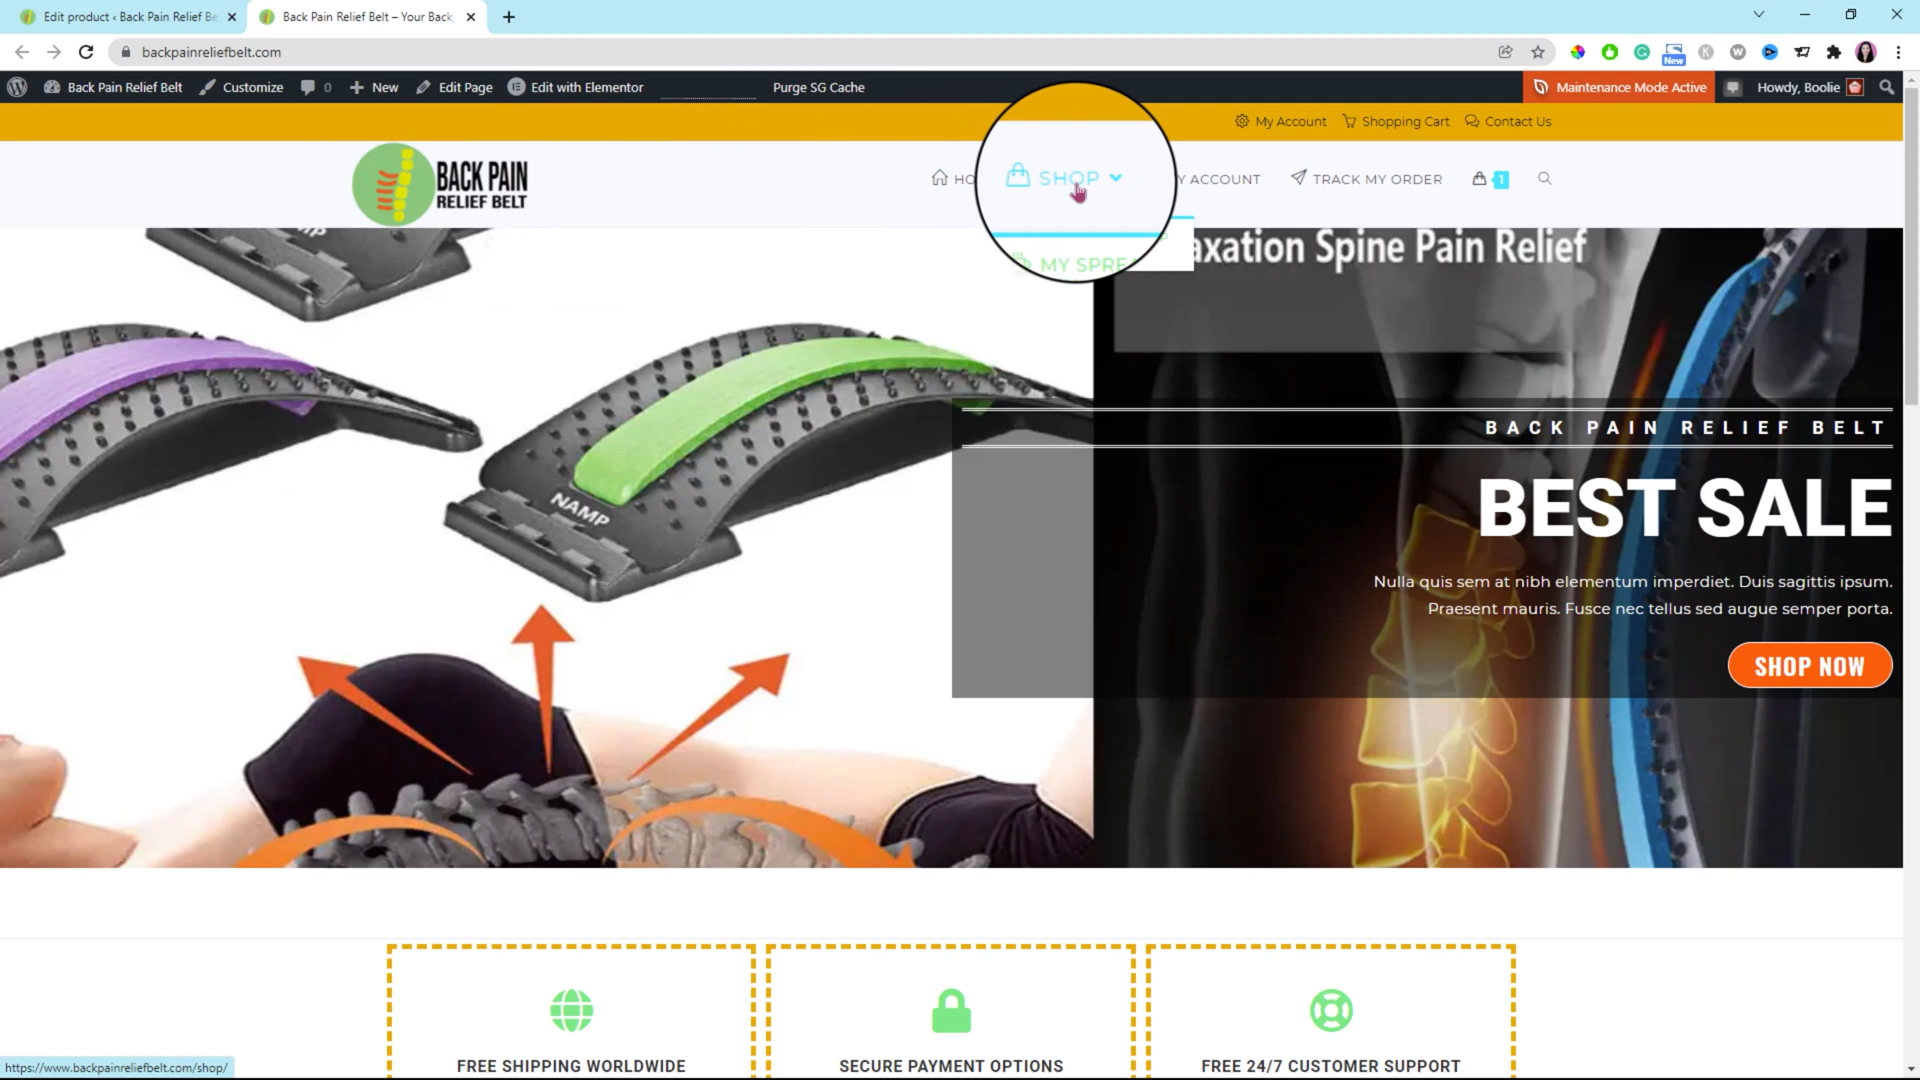 Edit product ‹ Back Pain Relief Be
Back Pain Relief Belt – Your Back
backpainreliefbelt.com
New
Back Pain Relief Belt
Customize
0
New
Edit Page
Edit with Elementor
Purge SG Cache
Maintenance Mode Active
Howdy, Boolie
My Account
Shopping Cart
Contact Us
BACK PAIN
RELIEF BELT
HO
SHOP
Y ACCOUNT
TRACK MY ORDER
1
MY SPRE
axation Spine Pain Relief
NAMP
BACK PAIN RELIEF BELT
BEST SALE
Nulla quis sem at nibh elementum imperdiet. Duis sagittis ipsum.
Praesent mauris. Fusce nec tellus sed augue semper porta.
SHOP NOW
FREE SHIPPING WORLDWIDE
SECURE PAYMENT OPTIONS
FREE 24/7 CUSTOMER SUPPORT
https://www.backpainreliefbelt.com/shop/